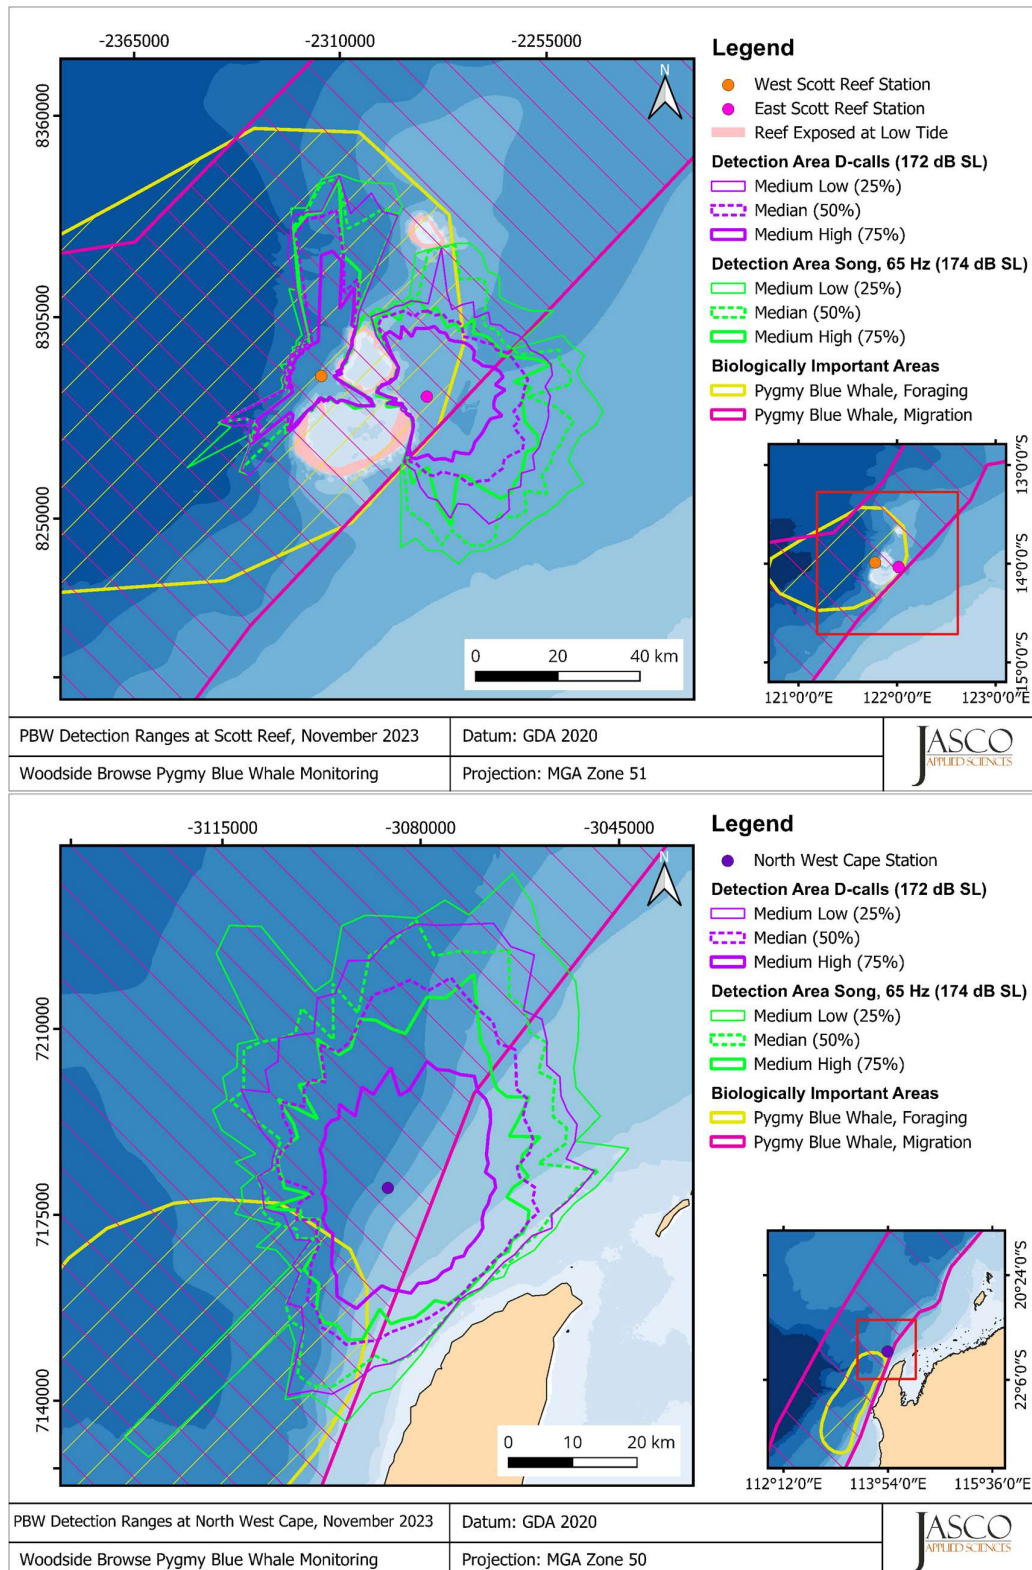 -2365000 -2310000 -2255000
8360000
8305000
8250000
N
0 20 40 km
Legend
West Scott Reef Station
East Scott Reef Station
Reef Exposed at Low Tide
Detection Area D-calls (172 dB SL)
Medium Low (25%)
Median (50%)
Medium High (75%)
Detection Area Song, 65 Hz (174 dB SL)
Medium Low (25%)
Median (50%)
Medium High (75%)
Biologically Important Areas
Pygmy Blue Whale, Foraging
Pygmy Blue Whale, Migration
13°0′0″S
14°0′0″S
15°0′0″S
121°0′0″E 122°0′0″E 123°0′0″E
PBW Detection Ranges at Scott Reef, November 2023
Datum: GDA 2020
Woodside Browse Pygmy Blue Whale Monitoring
Projection: MGA Zone 51
JASCO
APPLIED SCIENCES
-3115000 -3080000 -3045000
7210000
7175000
7140000
N
0 10 20 km
Legend
North West Cape Station
Detection Area D-calls (172 dB SL)
Medium Low (25%)
Median (50%)
Medium High (75%)
Detection Area Song, 65 Hz (174 dB SL)
Medium Low (25%)
Median (50%)
Medium High (75%)
Biologically Important Areas
Pygmy Blue Whale, Foraging
Pygmy Blue Whale, Migration
20°24′0″S
22°6′0″S
112°12′0″E 113°54′0″E 115°36′0″E
PBW Detection Ranges at North West Cape, November 2023
Datum: GDA 2020
Woodside Browse Pygmy Blue Whale Monitoring
Projection: MGA Zone 50
JASCO
APPLIED SCIENCES